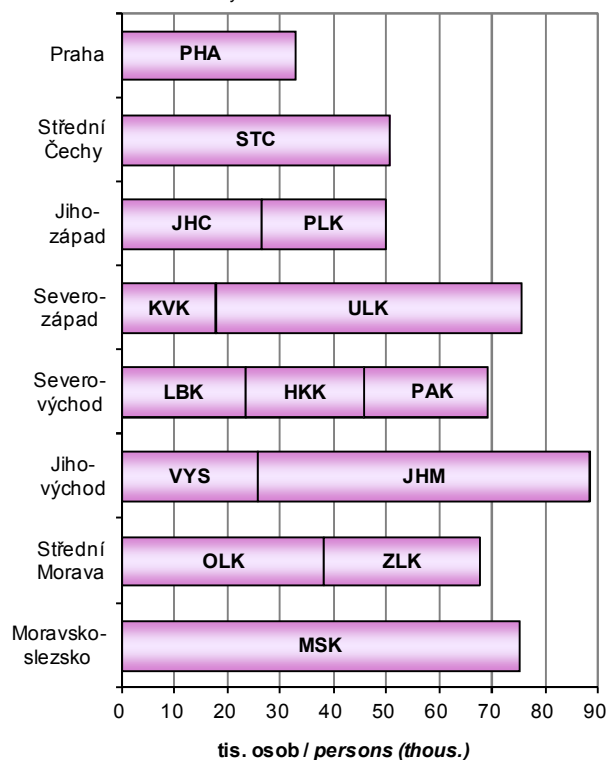 Praha
PHA
Střední
Čechy
STC
Jiho-
západ
JHC PLK
Severo-
západ
KVK ULK
Severo-
východ
LBK HKK PAK
Jiho-
východ
VYS JHM
Střední
Morava
OLK ZLK
Moravsko-
slezsko
MSK
0 10 20 30 40 50 60 70 80 90
tis. osob / persons (thous.)